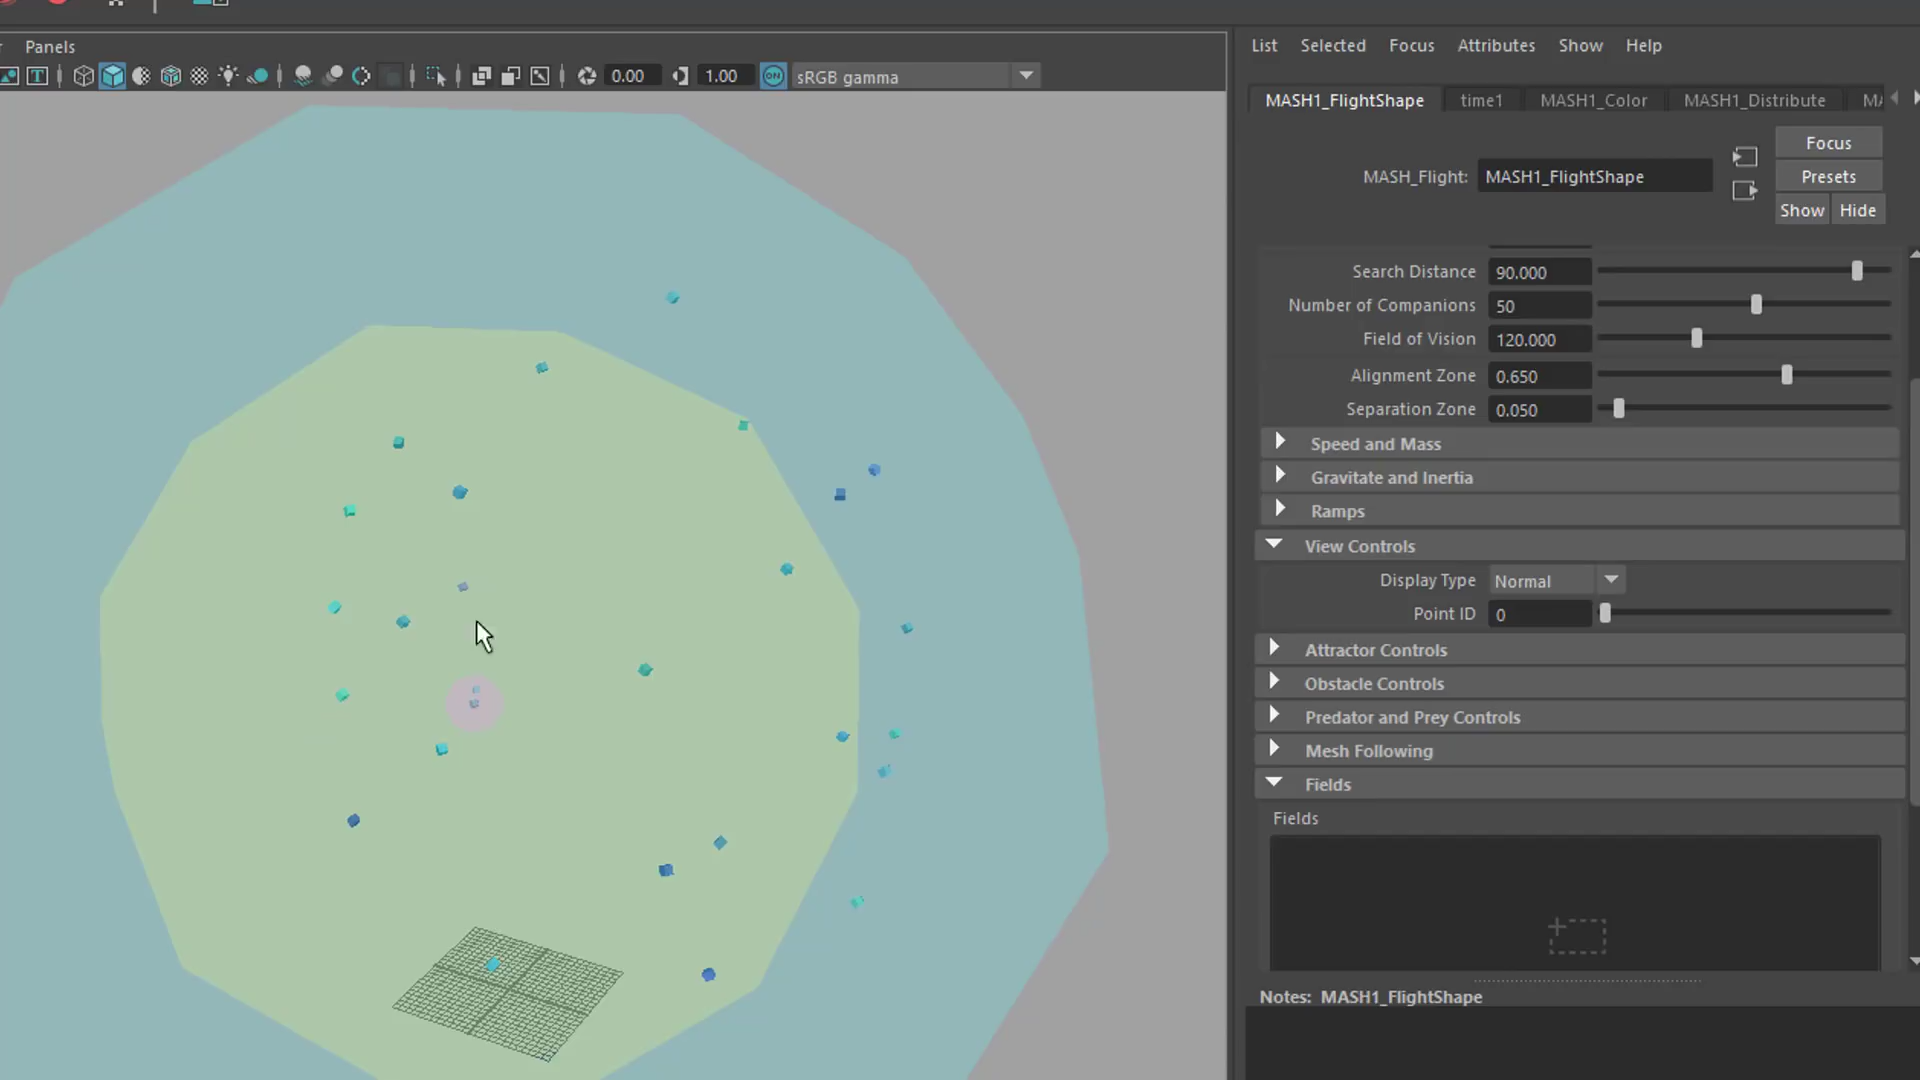 Panels
0.00
1.00
ON
sRGB gamma
List Selected Focus Attributes Show Help
MASH1_FlightShape time1 MASH1_Color MASH1_Distribute
MASH_Flight: MASH1_FlightShape
Focus
Presets
Show Hide
Search Distance 90.000
Number of Companions 50
Field of Vision 120.000
Alignment Zone 0.650
Separation Zone 0.050
Speed and Mass
Gravitate and Inertia
Ramps
View Controls
Display Type Normal
Point ID 0
Attractor Controls
Obstacle Controls
Predator and Prey Controls
Mesh Following
Fields
Fields
Notes: MASH1_FlightShape